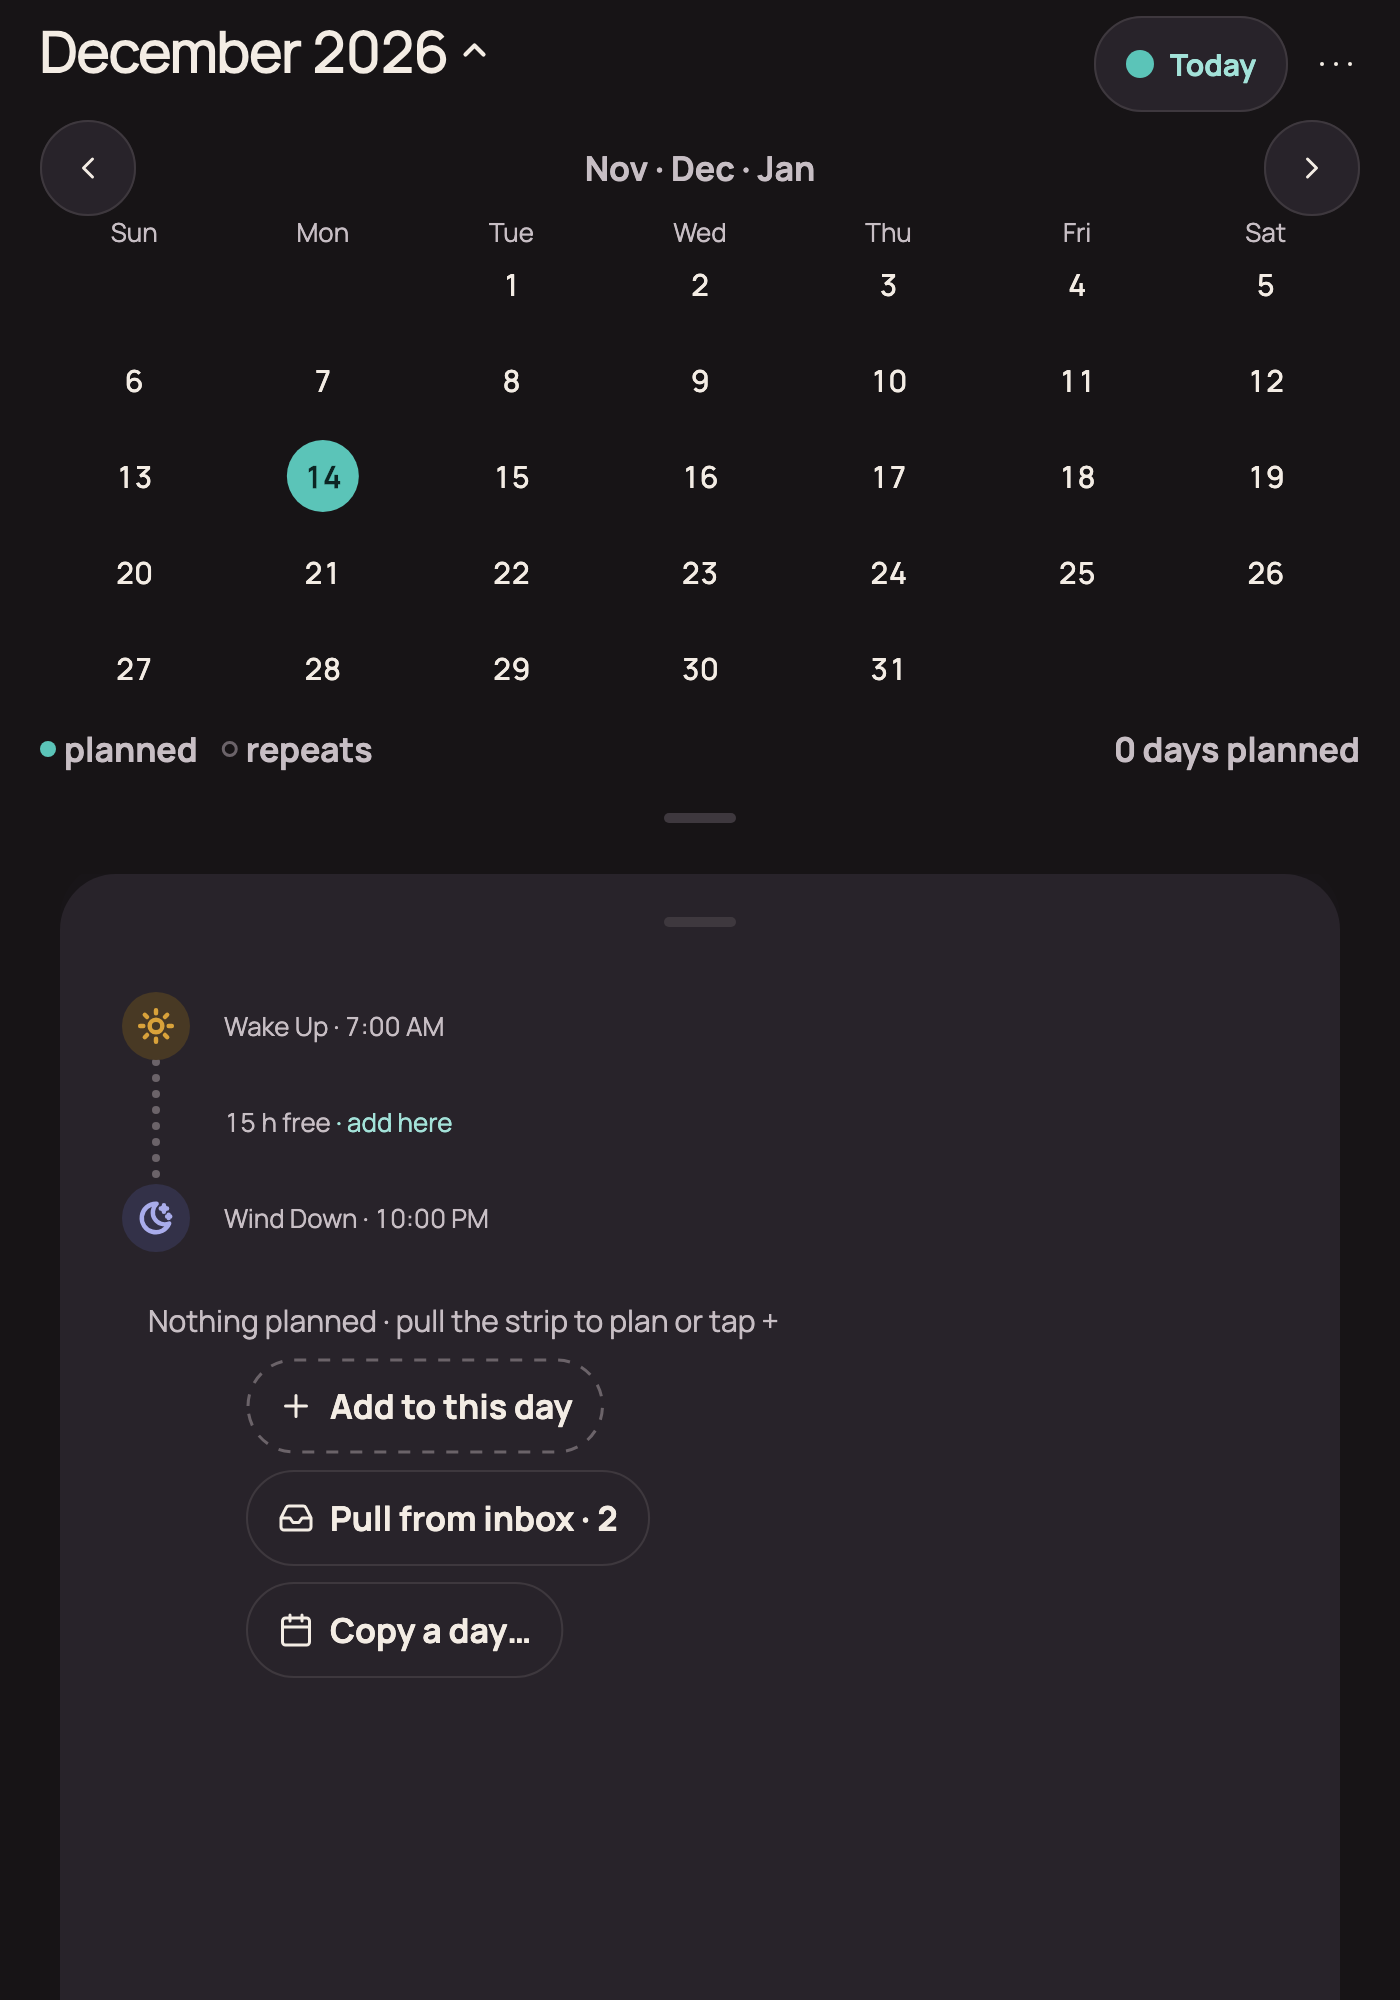 December 2026
Today
Nov · Dec · Jan
Sun Mon Tue Wed Thu Fri Sat
1 2 3 4 5
6 7 8 9 10 11 12
13 14 15 16 17 18 19
20 21 22 23 24 25 26
27 28 29 30 31
planned repeats 0 days planned
Wake Up · 7:00 AM
15 h free · add here
Wind Down · 10:00 PM
Nothing planned · pull the strip to plan or tap +
+ Add to this day
Pull from inbox · 2
Copy a day...